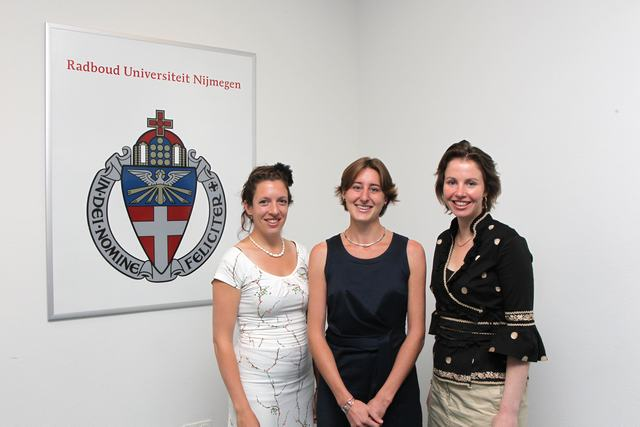 Radboud Universiteit Nijmegen
IN DEI NOMINE FELICITER